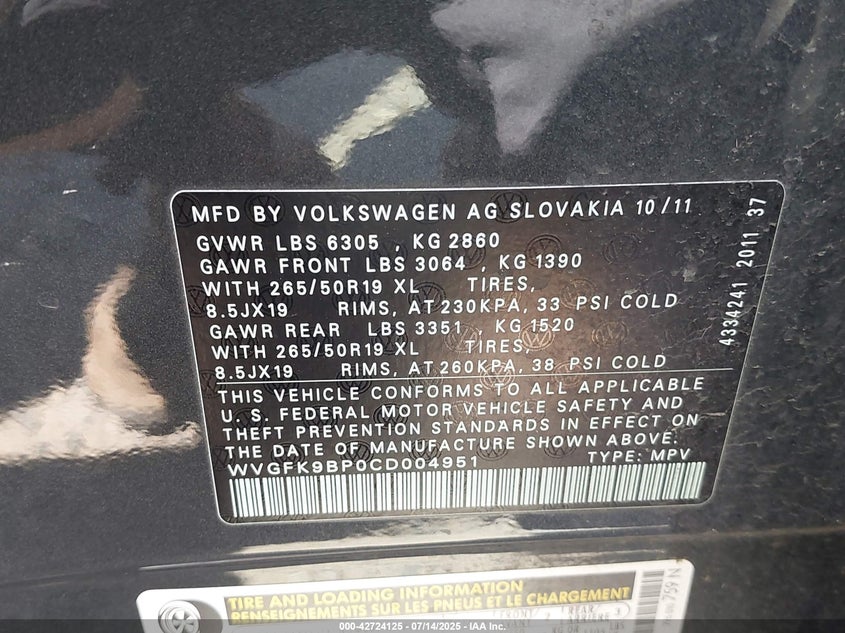 MFD BY VOLKSWAGEN AG SLOVAKIA 10/11
GVWR LBS 6305 , KG 2860
GAWR FRONT LBS 3064 , KG 1390
WITH 265/50R19 XL TIRES,
8.5JX19 RIMS, AT 230KPA, 33 PSI COLD
GAWR REAR LBS 3351 , KG 1520
WITH 265/50R19 XL TIRES,
8.5JX19 RIMS, AT 260KPA, 38 PSI COLD
THIS VEHICLE CONFORMS TO ALL APPLICABLE
U. S. FEDERAL MOTOR VEHICLE SAFETY AND
THEFT PREVENTION STANDARDS IN EFFECT ON
THE DATE OF MANUFACTURE SHOWN ABOVE.
WVGFK9BP0CD004951 TYPE: MPV
4334241 2011 37
TIRE AND LOADING INFORMATION
RENSEIGNEMENTS SUR LES PNEUS ET LE CHARGEMENT
REAR
000-42724125 - 07/14/2025 - IAA Inc.